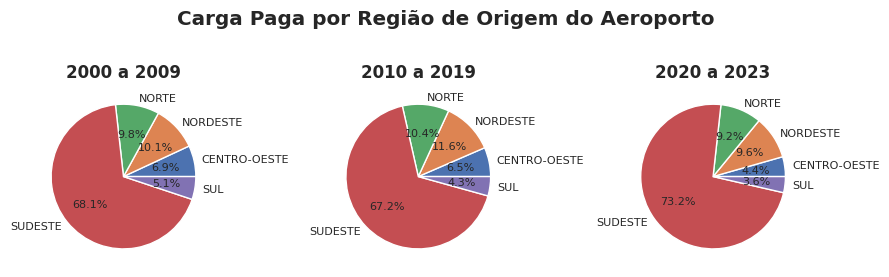 Carga Paga por Região de Origem do Aeroporto
2000 a 2009
NORTE
NORDESTE
CENTRO-OESTE
SUL
SUDESTE
9.8%
10.1%
6.9%
5.1%
68.1%
2010 a 2019
NORTE
NORDESTE
CENTRO-OESTE
SUL
SUDESTE
10.4%
11.6%
6.5%
4.3%
67.2%
2020 a 2023
NORTE
NORDESTE
CENTRO-OESTE
SUL
SUDESTE
9.2%
9.6%
4.4%
3.6%
73.2%